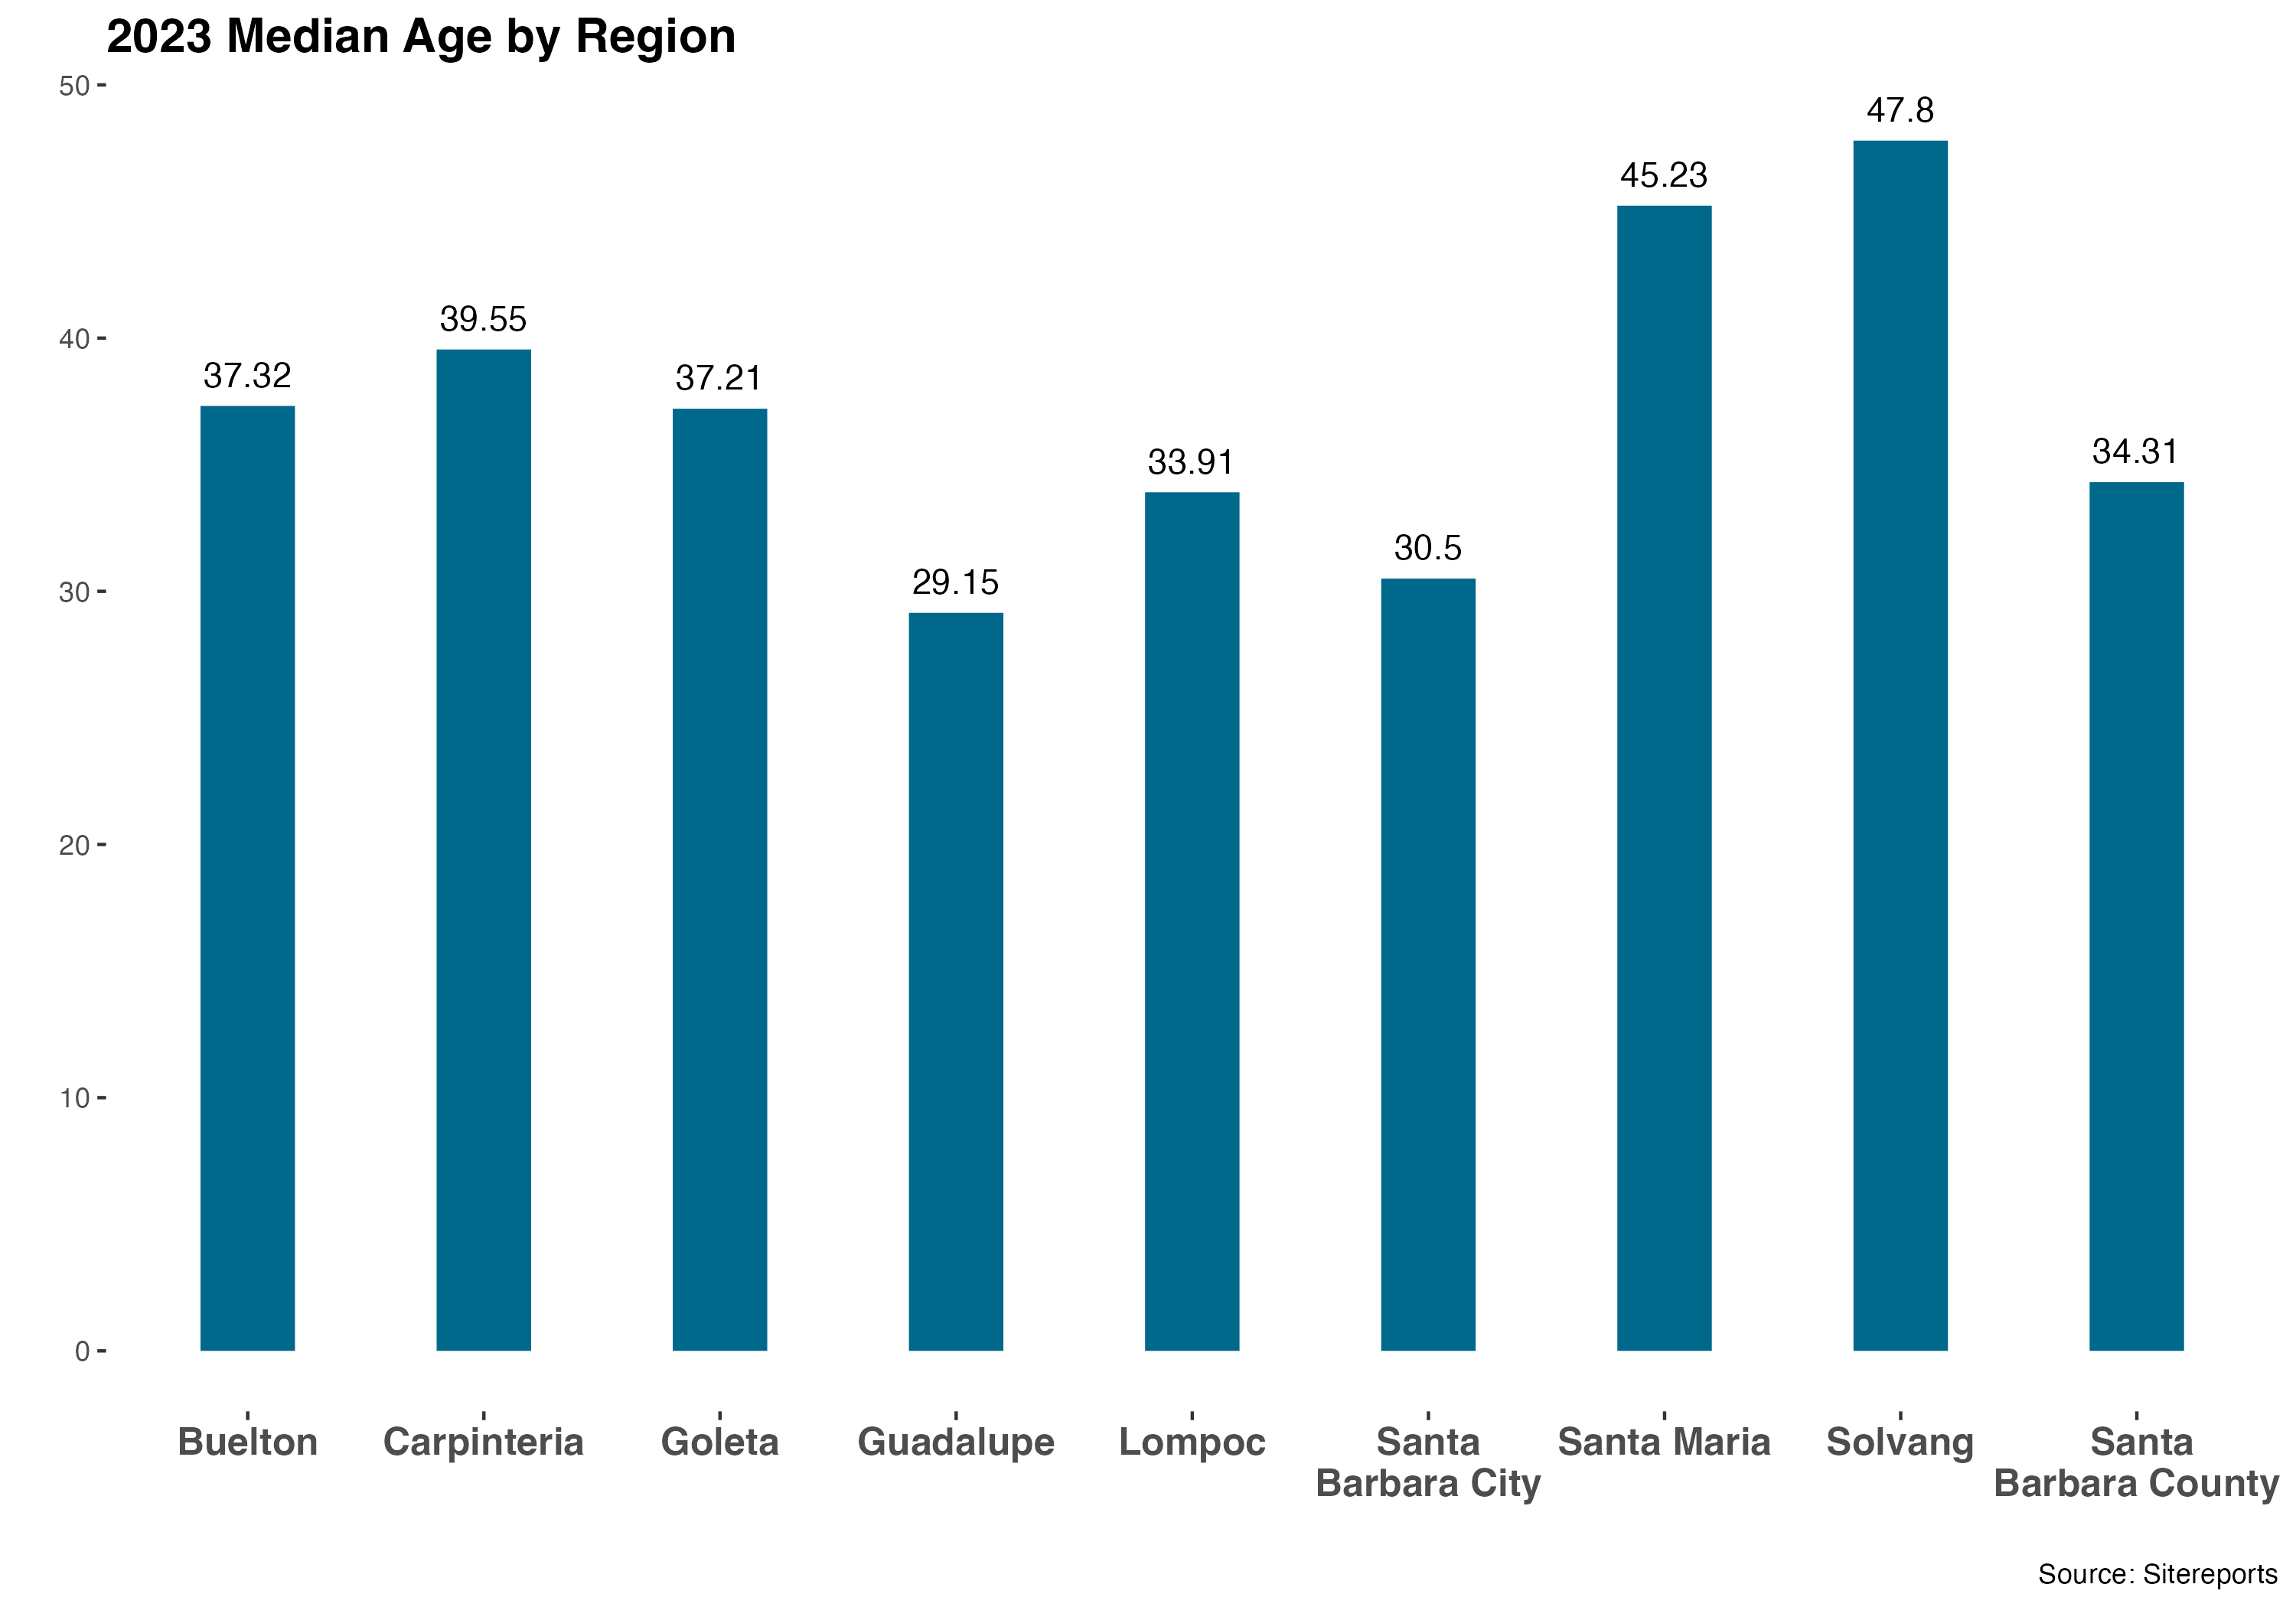 2023 Median Age by Region
50
40
30
20
10
0
37.32
39.55
37.21
29.15
33.91
30.5
45.23
47.8
34.31
Buelton
Carpinteria
Goleta
Guadalupe
Lompoc
Santa
Barbara City
Santa Maria
Solvang
Santa
Barbara County
Source: Sitereports